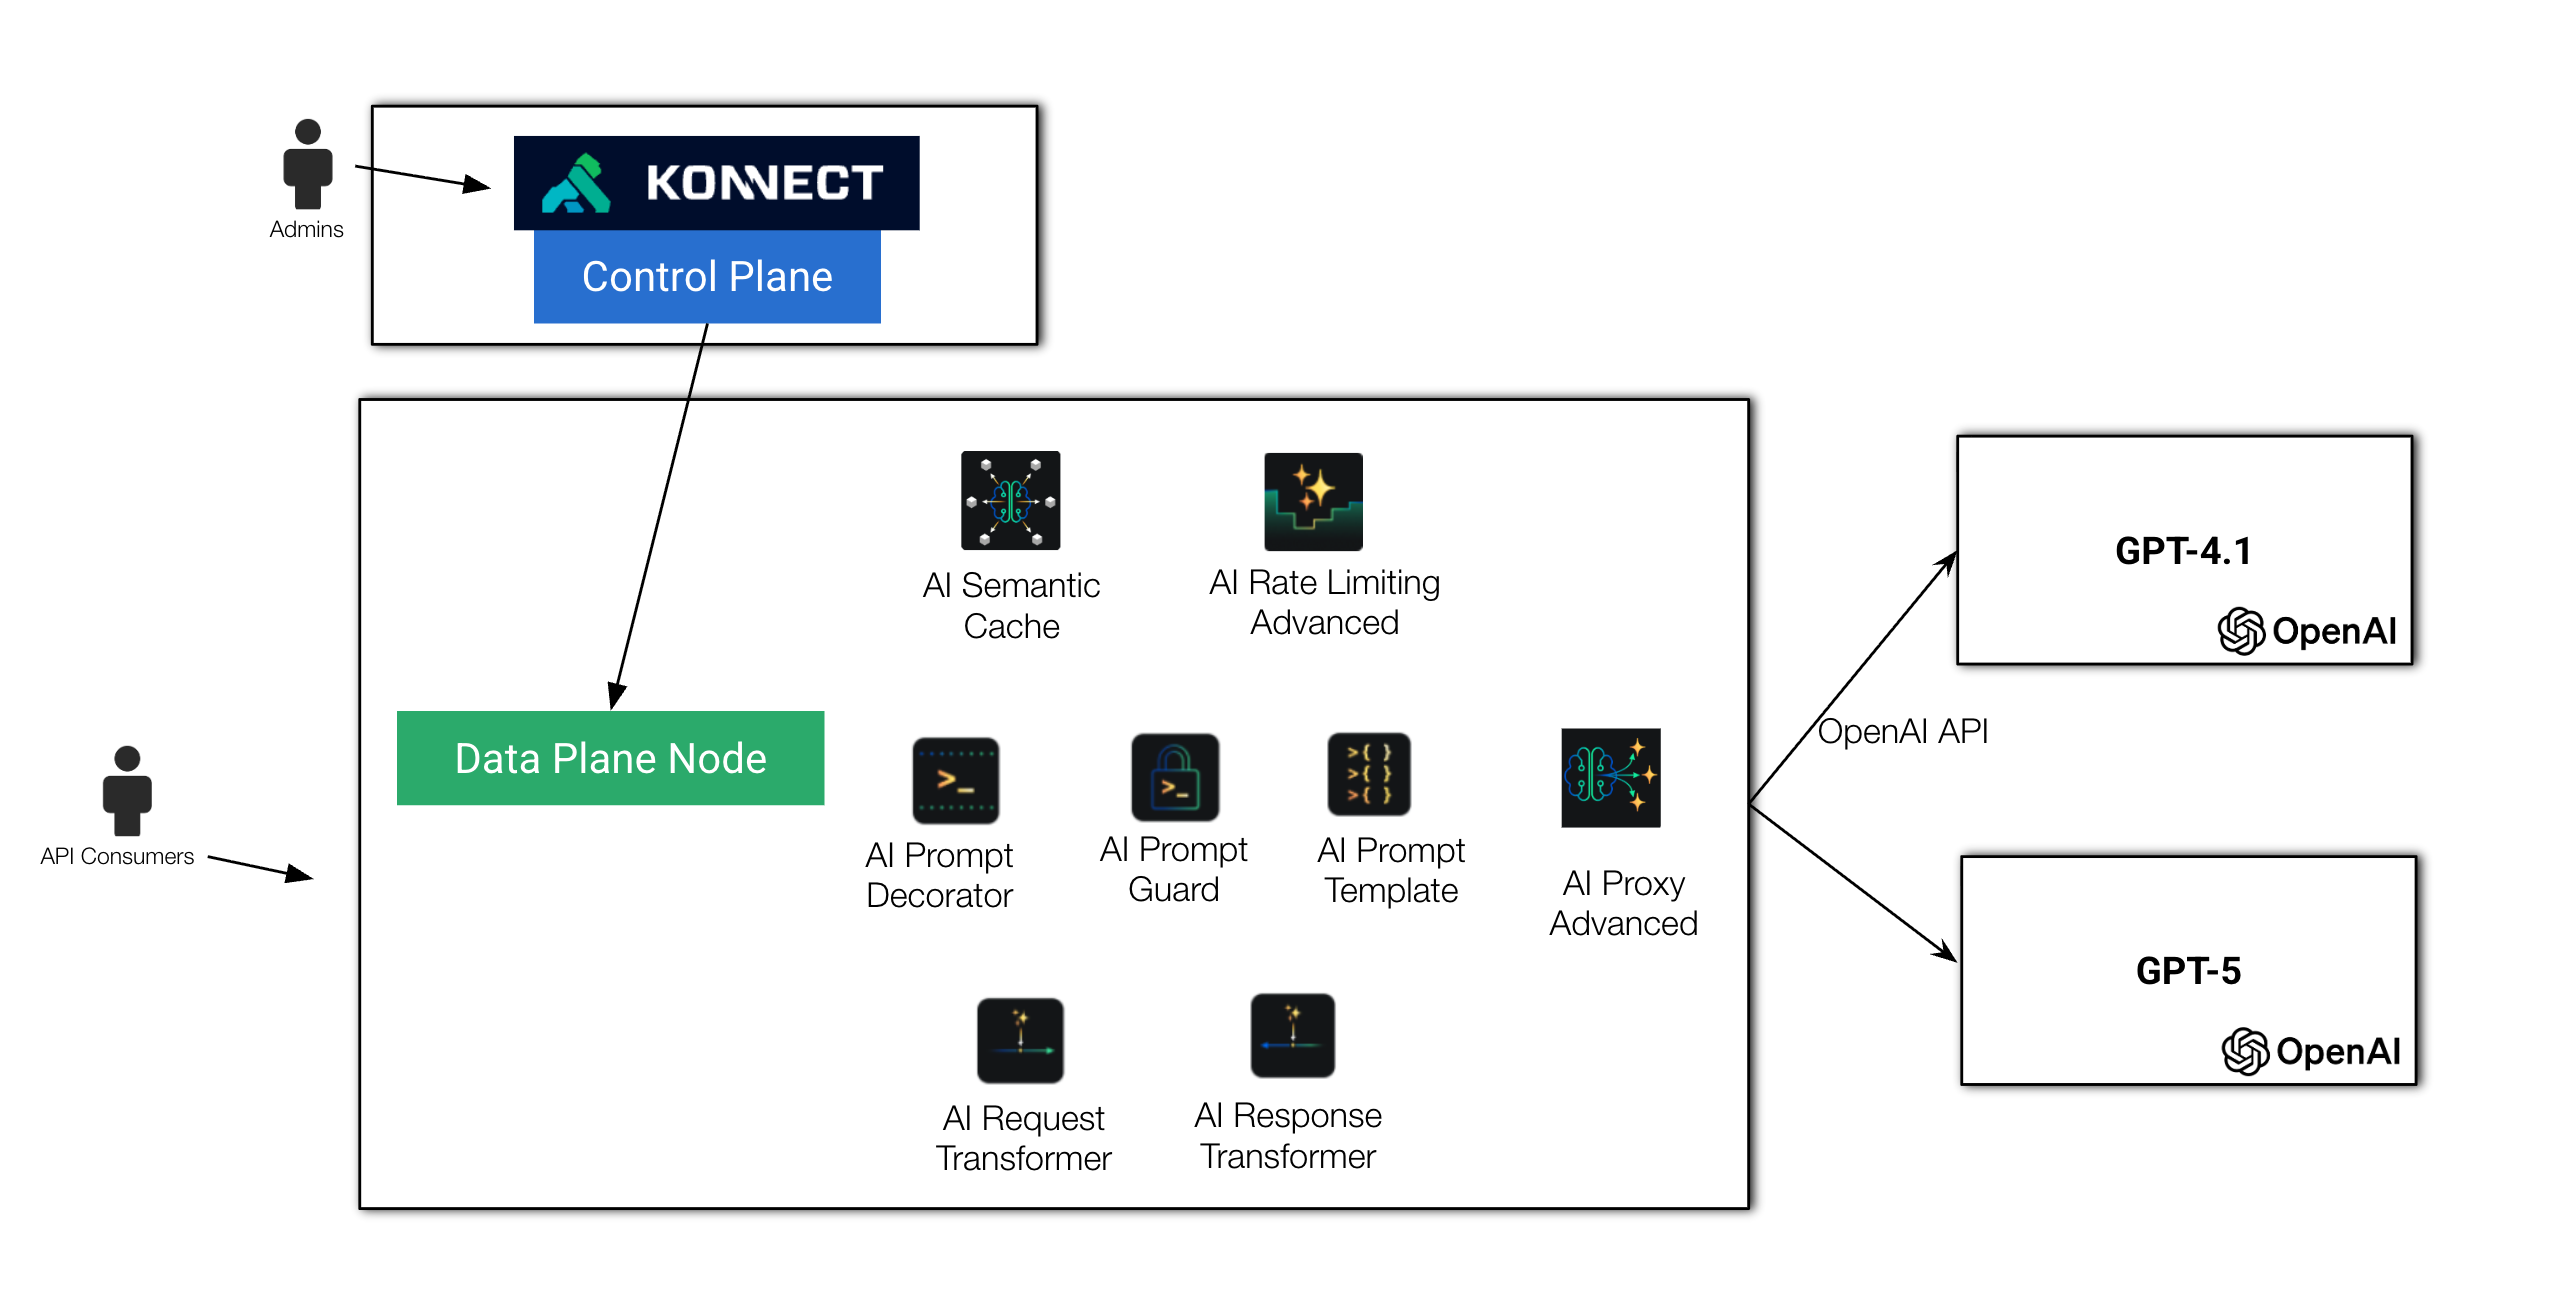 KONNECT
Admins
Control Plane
AI Semantic
Cache
AI Rate Limiting
Advanced
GPT-4.1
OpenAI
OpenAI API
Data Plane Node
API Consumers
>_
AI Prompt
Decorator
>_
AI Prompt
Guard
>{ }
>{ }
>{ }
AI Prompt
Template
AI Proxy
Advanced
GPT-5
OpenAI
AI Request
Transformer
AI Response
Transformer